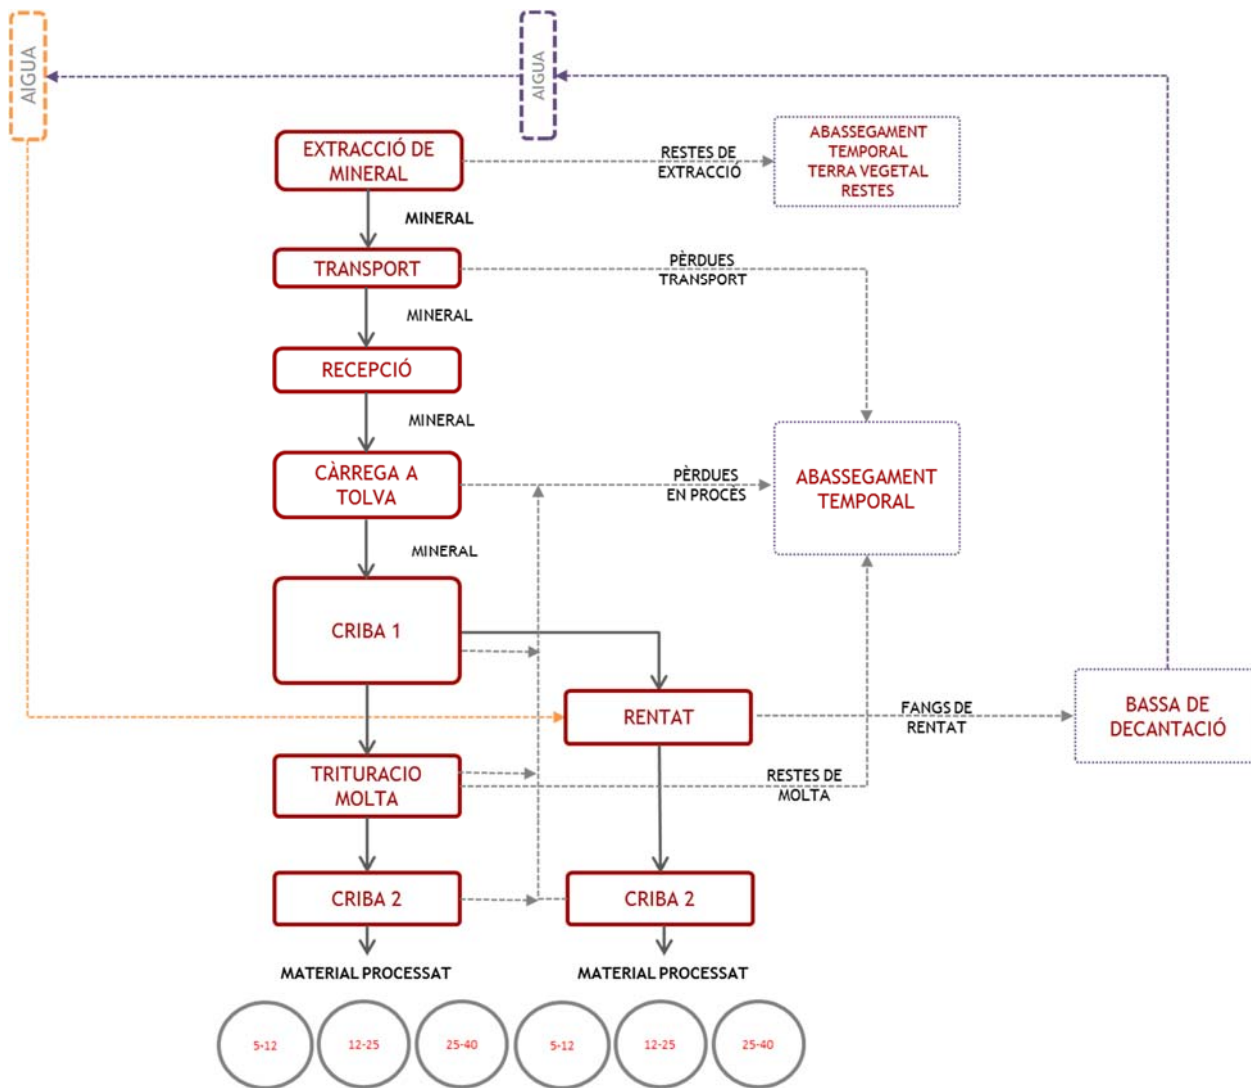 AIGUA
AIGUA
EXTRACCIÓ DE
MINERAL
RESTES DE
EXTRACCIÓ
ABASSEGAMENT
TEMPORAL
TERRA VEGETAL
RESTES
MINERAL
TRANSPORT
PÈRDUES
TRANSPORT
MINERAL
RECEPCIÓ
MINERAL
CÀRREGA A
TOLVA
PÈRDUES
EN PROCÈS
ABASSEGAMENT
TEMPORAL
MINERAL
CRIBA 1
RENTAT
FANGS DE
RENTAT
BASSA DE
DECANTACIÓ
TRITURACIO
MOLTA
RESTES DE
MOLTA
CRIBA 2
CRIBA 2
MATERIAL PROCESSAT
MATERIAL PROCESSAT
5-12
12-25
25-40
5-12
12-25
25-40